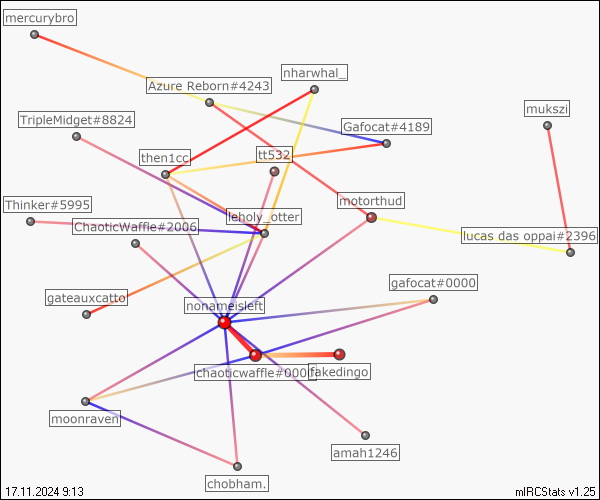 mercurybro
nharwhal_
Azure Reborn#4243
mukszi
TripleMidget#8824
Gafocat#4189
then1cc
tt532
Thinker#5995
motorthud
leholy_otter
ChaoticWaffle#2006
lucas das oppai#2396
gafocat#0000
gateauxcatto
nonameisleft
chaoticwaffle#000
fakedingo
moonraven
amah1246
chobham.
17.11.2024 9:13
mIRCStats v1.25